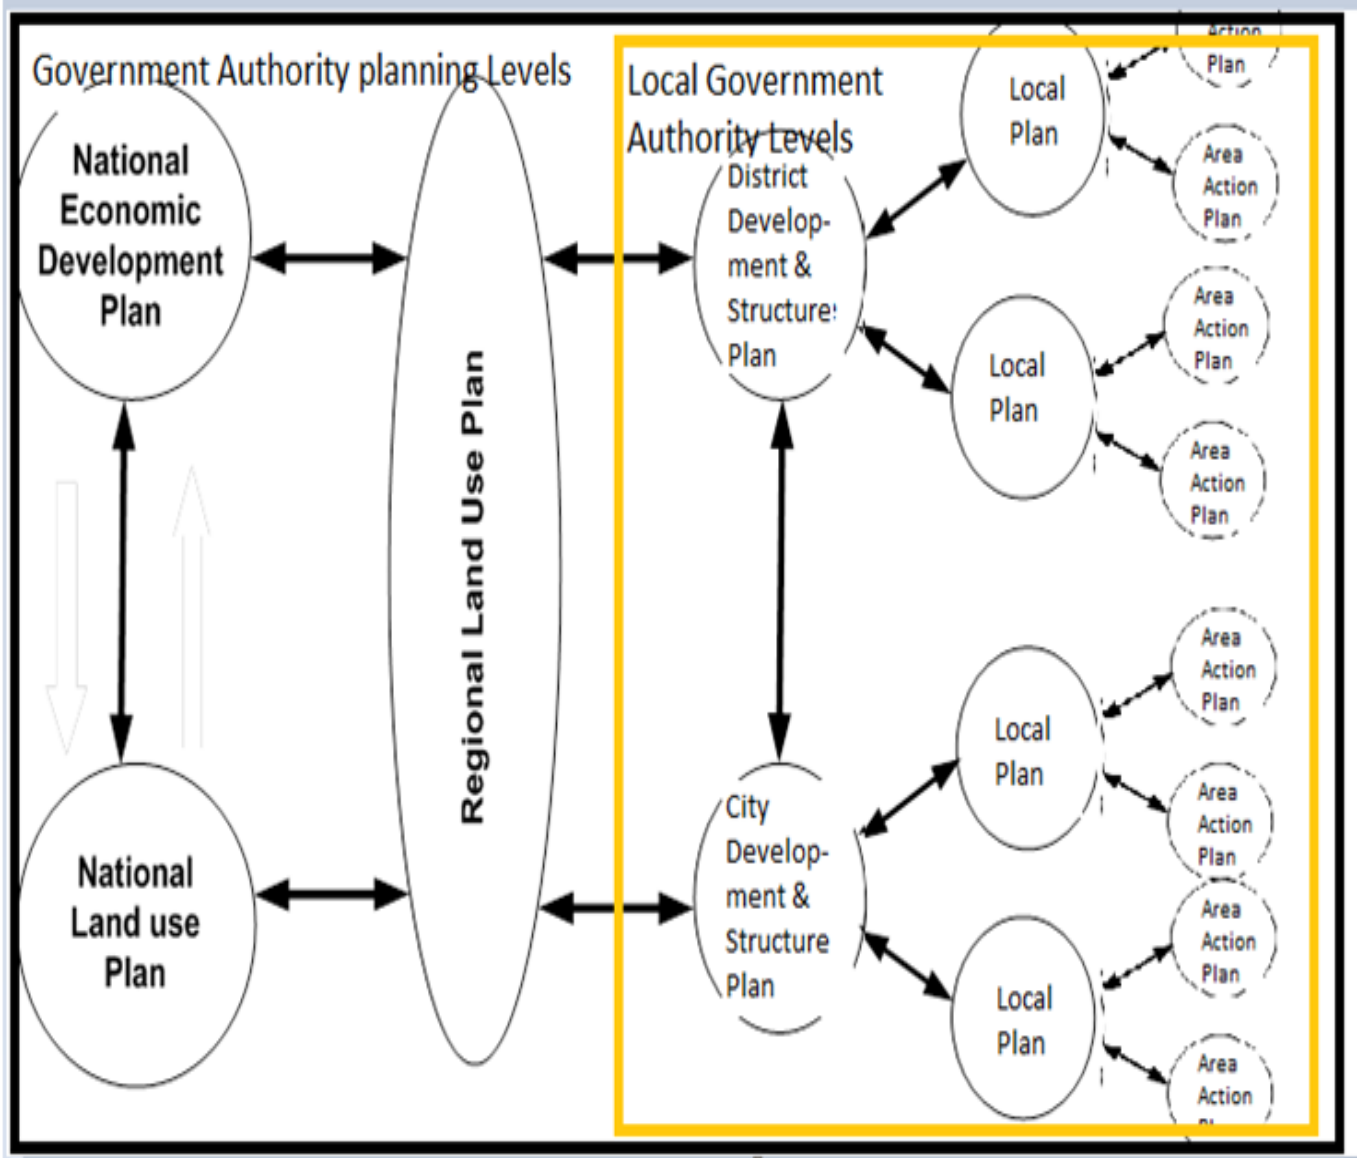 Government Authority planning Levels
National
Economic
Development
Plan
National
Land use
Plan
Regional Land Use Plan
Local Government
Authority Levels
District
Develop-
ment &
Structure
Plan
City
Develop-
ment &
Structure
Plan
Local
Plan
Local
Plan
Local
Plan
Local
Plan
Action
Plan
Area
Action
Plan
Area
Action
Plan
Area
Action
Plan
Area
Action
Plan
Area
Action
Plan
Area
Action
Plan
Area
Action